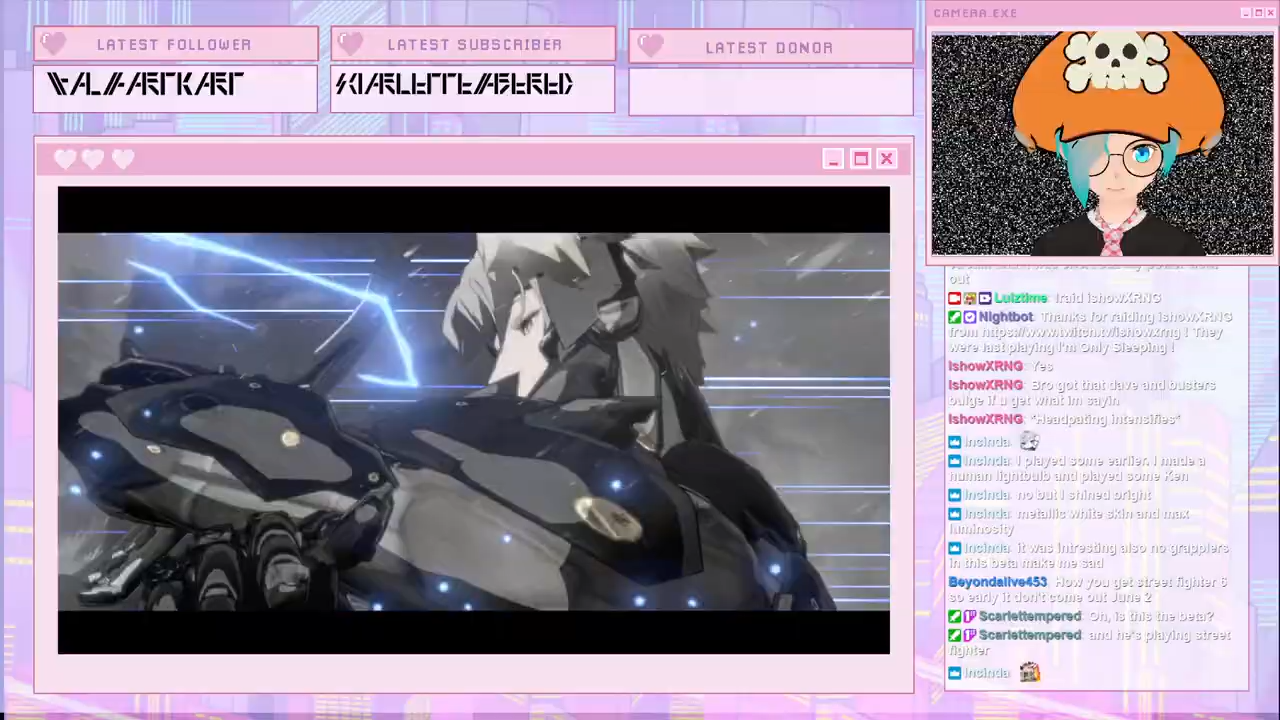 LATEST FOLLOWER
LATEST SUBSCRIBER
LATEST DONOR
CAMERA.EXE
out
Luiztime !raid ishowXRNG
Nightbot Thanks for raiding ishowXRNG
from https://www.twitch.tv/ishowxrng ! They
were last playing I'm Only Sleeping !
IshowXRNG Yes
IshowXRNG Bro got that dave and busters
bulge if u get what im sayin
IshowXRNG *Headpating intensifies*
Incinda
Incinda I played some earlier. I made a
human lightbulb and played some Ken
Incinda no but I shined bright
Incinda metallic white skin and max
luminosity
Incinda it was intresting also no grapplers
in this beta make me sad
Beyondalive453 How you get street fighter 6
so early it don't come out June 2
Scarlettempered Oh, is this the beta?
Scarlettempered and he's playing street
fighter
Incinda